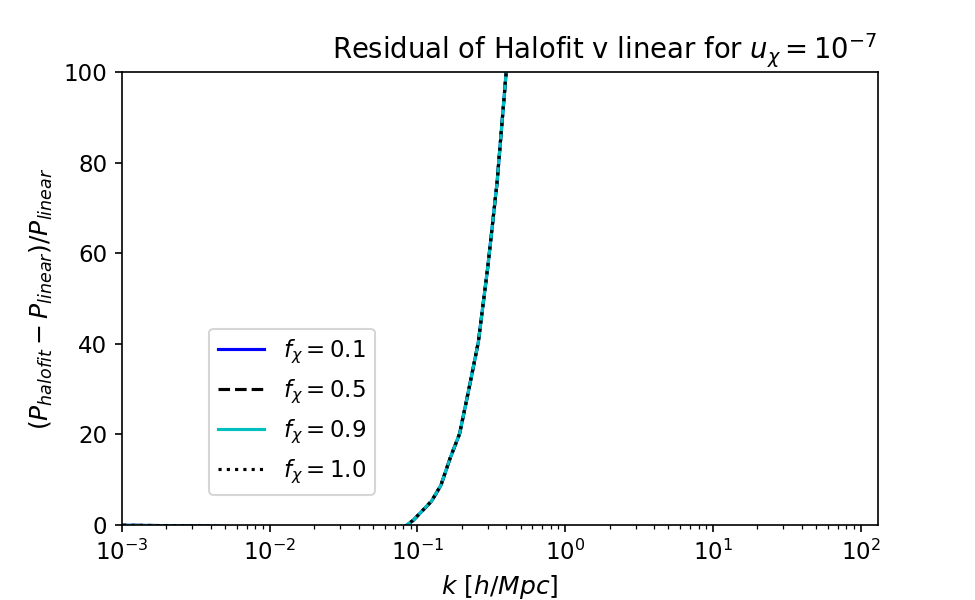 Residual of Halofit v linear for $u_\chi = 10^{-7}$
$(P_{halofit} - P_{linear})/P_{linear}$
100
80
60
40
20
0
$f_\chi = 0.1$
$f_\chi = 0.5$
$f_\chi = 0.9$
$f_\chi = 1.0$
$10^{-3}$ $10^{-2}$ $10^{-1}$ $10^{0}$ $10^{1}$ $10^{2}$
$k$ $[h/Mpc]$